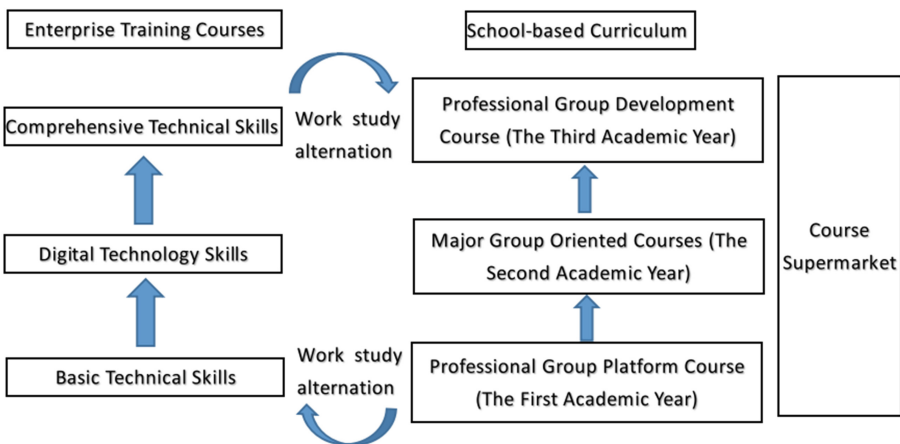 Enterprise Training Courses
School-based Curriculum
Comprehensive Technical Skills
Work study
alternation
Professional Group Development
Course (The Third Academic Year)
Digital Technology Skills
Major Group Oriented Courses (The
Second Academic Year)
Course
Supermarket
Basic Technical Skills
Work study
alternation
Professional Group Platform Course
(The First Academic Year)